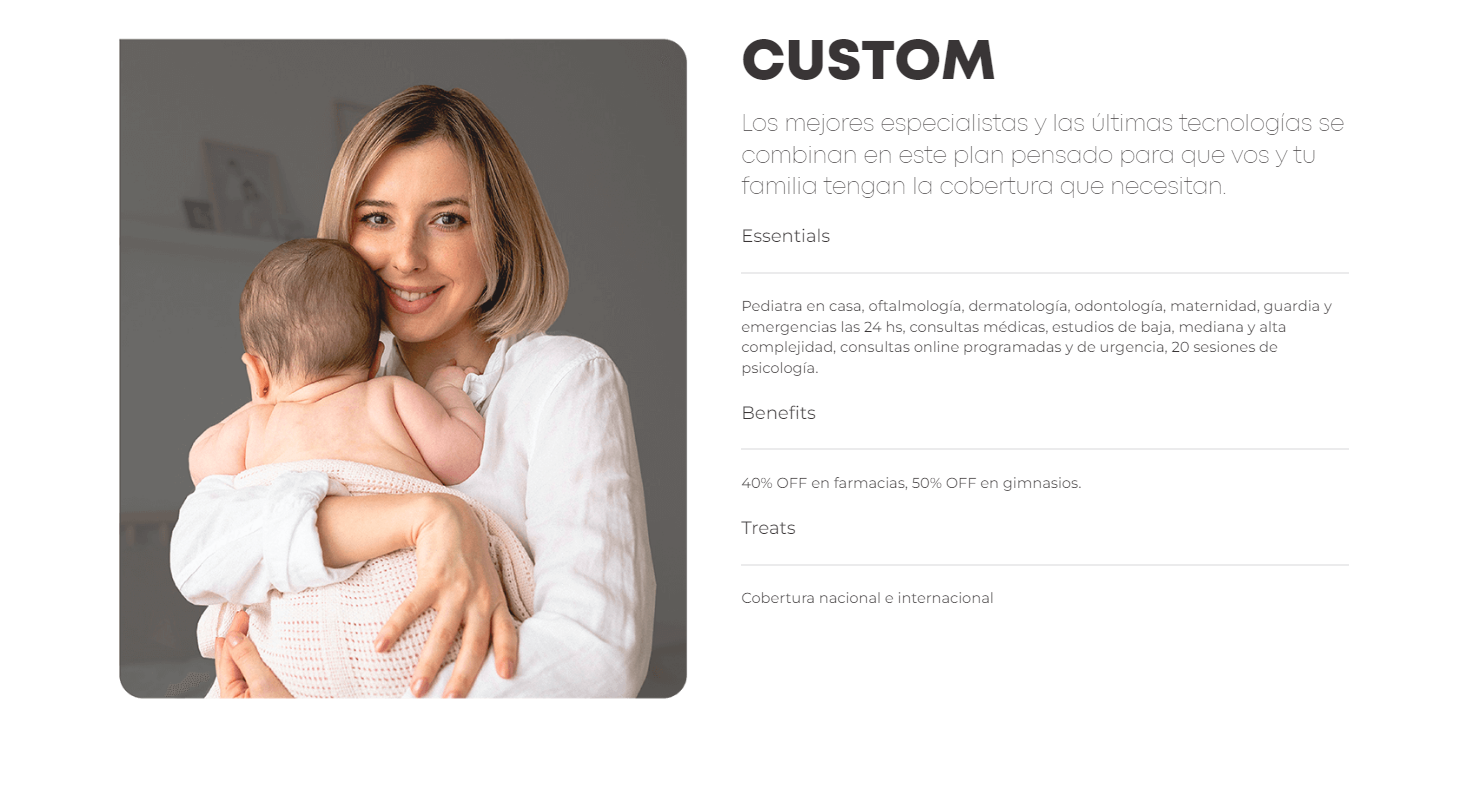 CUSTOM
Los mejores especialistas y las últimas tecnologías se
combinan en este plan pensado para que vos y tu
familia tengan la cobertura que necesitan.
Essentials
Pediatra en casa, oftalmología, dermatología, odontología, maternidad, guardia y
emergencias las 24 hs, consultas médicas, estudios de baja, mediana y alta
complejidad, consultas online programadas y de urgencia, 20 sesiones de
psicología.
Benefits
40% OFF en farmacias, 50% OFF en gimnasios.
Treats
Cobertura nacional e internacional